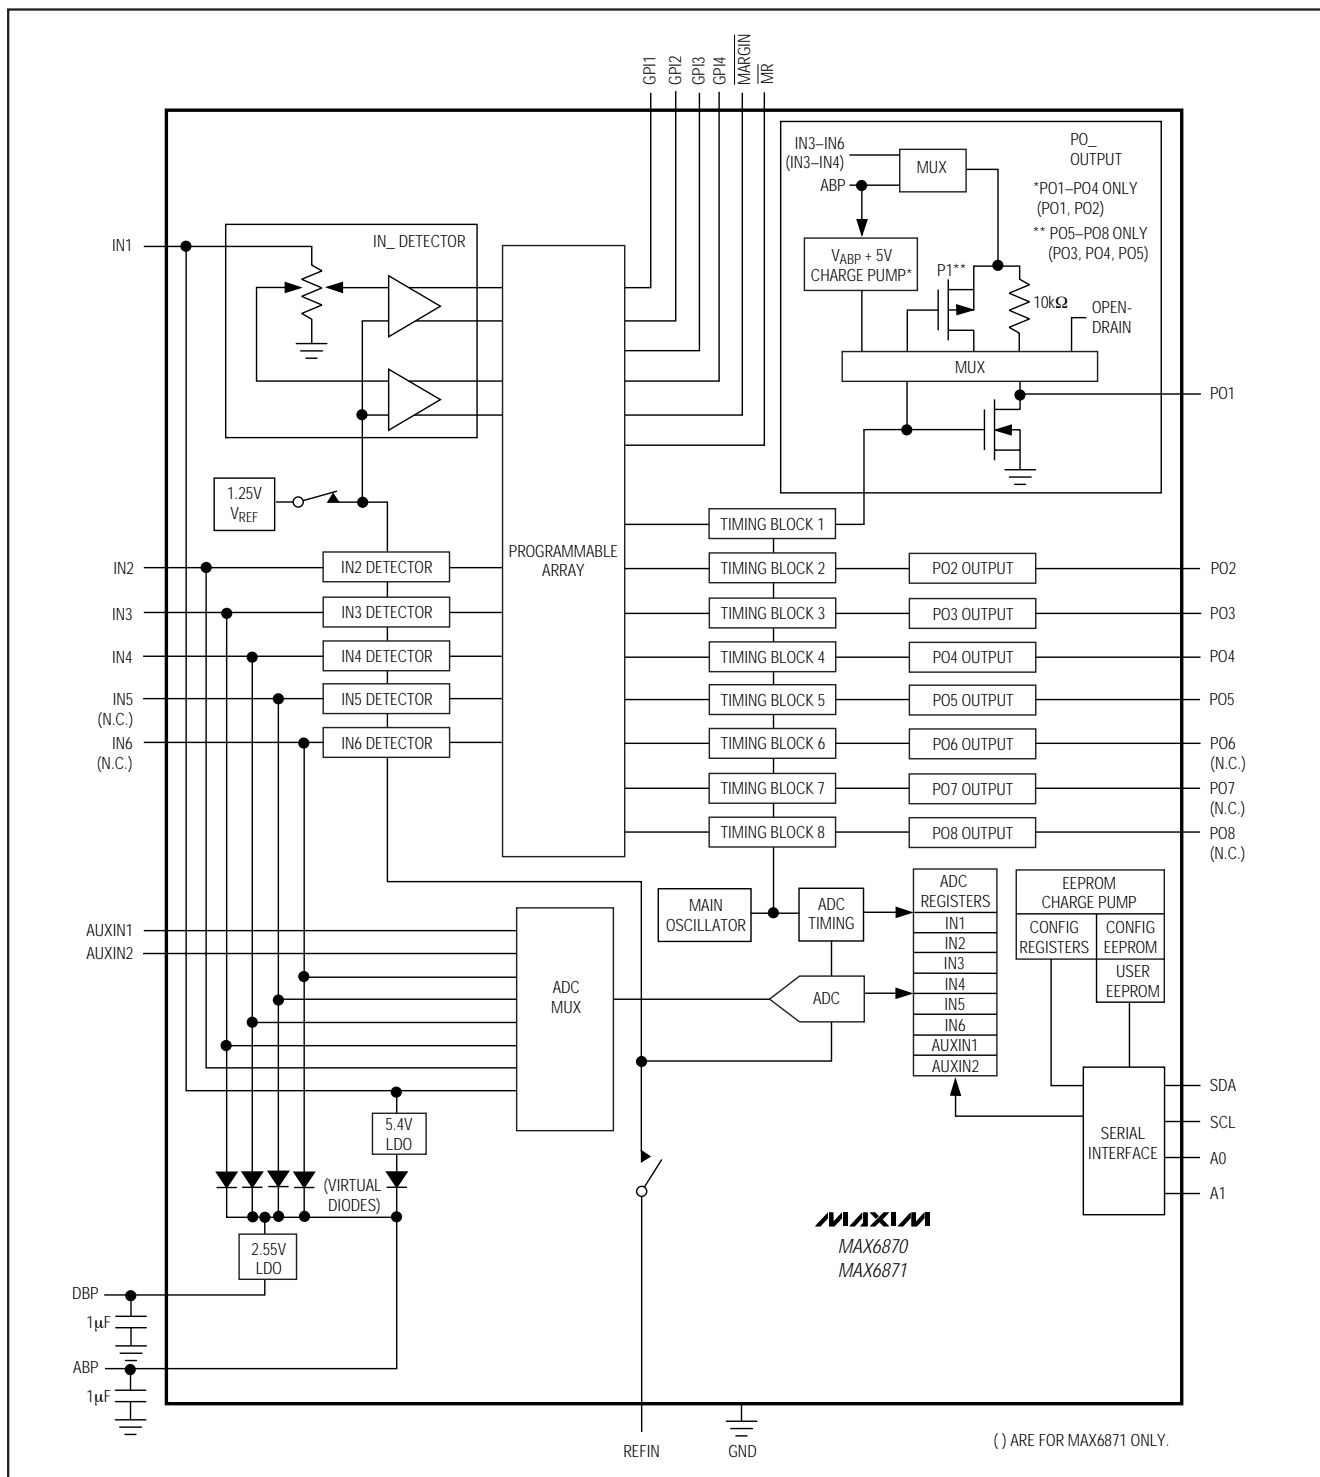 GPI1
GPI2
GPI3
GPI4
MARGIN
MR
IN3–IN6
(IN3–IN4)
ABP
MUX
PO_
OUTPUT
*PO1–PO4 ONLY
(PO1, PO2)
** PO5–PO8 ONLY
(PO3, PO4, PO5)
VABP + 5V
CHARGE PUMP*
P1**
10kΩ
OPEN-
DRAIN
MUX
PO1
IN1
IN_ DETECTOR
1.25V
VREF
PROGRAMMABLE
ARRAY
TIMING BLOCK 1
IN2
IN2 DETECTOR
TIMING BLOCK 2
PO2 OUTPUT
PO2
IN3
IN3 DETECTOR
TIMING BLOCK 3
PO3 OUTPUT
PO3
IN4
IN4 DETECTOR
TIMING BLOCK 4
PO4 OUTPUT
PO4
IN5
(N.C.)
IN5 DETECTOR
TIMING BLOCK 5
PO5 OUTPUT
PO5
IN6
(N.C.)
IN6 DETECTOR
TIMING BLOCK 6
PO6 OUTPUT
PO6
(N.C.)
TIMING BLOCK 7
PO7 OUTPUT
PO7
(N.C.)
TIMING BLOCK 8
PO8 OUTPUT
PO8
(N.C.)
MAIN
OSCILLATOR
ADC
TIMING
ADC
REGISTERS
IN1
IN2
IN3
IN4
IN5
IN6
AUXIN1
AUXIN2
EEPROM
CHARGE PUMP
CONFIG
REGISTERS
CONFIG
EEPROM
USER
EEPROM
AUXIN1
AUXIN2
ADC
MUX
ADC
SERIAL
INTERFACE
SDA
SCL
A0
A1
5.4V
LDO
(VIRTUAL
DIODES)
2.55V
LDO
DBP
1µF
ABP
1µF
MAXIM
MAX6870
MAX6871
REFIN
GND
( ) ARE FOR MAX6871 ONLY.